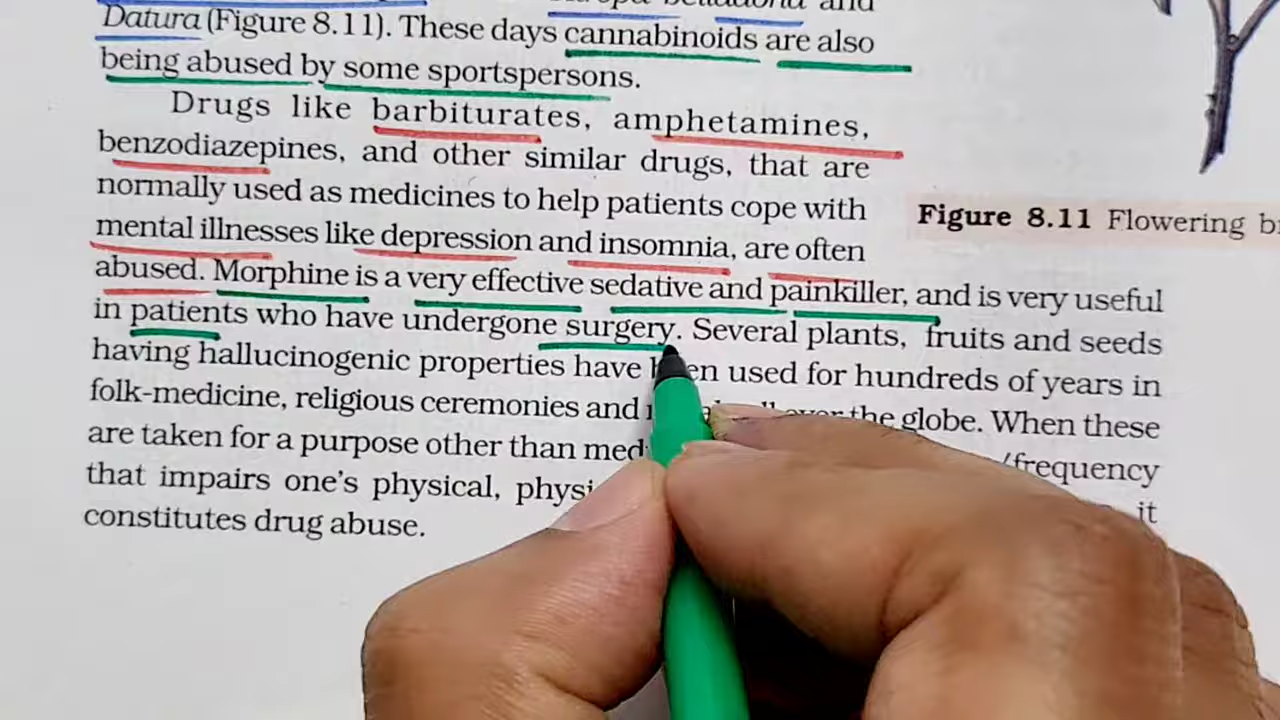 and
Datura (Figure 8.11). These days cannabinoids are also
being abused by some sportspersons.
Drugs like barbiturates, amphetamines,
benzodiazepines, and other similar drugs, that are
normally used as medicines to help patients cope with
mental illnesses like depression and insomnia, are often
abused. Morphine is a very effective sedative and painkiller, and is very useful
in patients who have undergone surgery. Several plants, fruits and seeds
having hallucinogenic properties have been used for hundreds of years in
folk-medicine, religious ceremonies and over the globe. When these
are taken for a purpose other than /frequency
that impairs one's physical, it
constitutes drug abuse.
Figure 8.11 Flowering